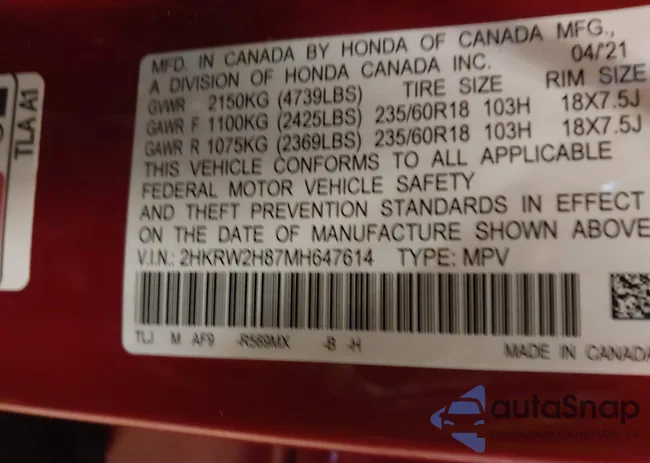 MFD. IN CANADA BY HONDA OF CANADA MFG.,
A DIVISION OF HONDA CANADA INC. 04/21
GVWR 2150KG (4739LBS) TIRE SIZE RIM SIZE
GAWR F 1100KG (2425LBS) 235/60R18 103H 18X7.5J
GAWR R 1075KG (2369LBS) 235/60R18 103H 18X7.5J
THIS VEHICLE CONFORMS TO ALL APPLICABLE
FEDERAL MOTOR VEHICLE SAFETY
AND THEFT PREVENTION STANDARDS IN EFFECT
ON THE DATE OF MANUFACTURE SHOWN ABOVE
V.I.N.: 2HKRW2H87MH647614 TYPE: MPV
TLJ M AF9 -R569MX -B -H
MADE IN CANADA
TLA A1
autoSnap